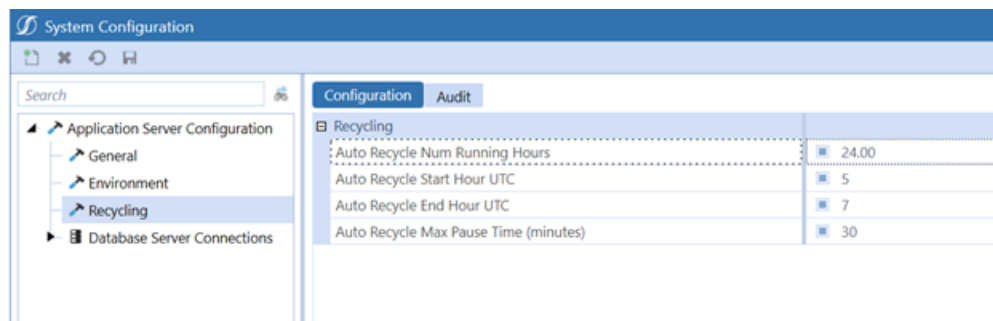 System Configuration
Search
Configuration Audit
Application Server Configuration
General
Environment
Recycling
Database Server Connections
Recycling
Auto Recycle Num Running Hours 24.00
Auto Recycle Start Hour UTC 5
Auto Recycle End Hour UTC 7
Auto Recycle Max Pause Time (minutes) 30